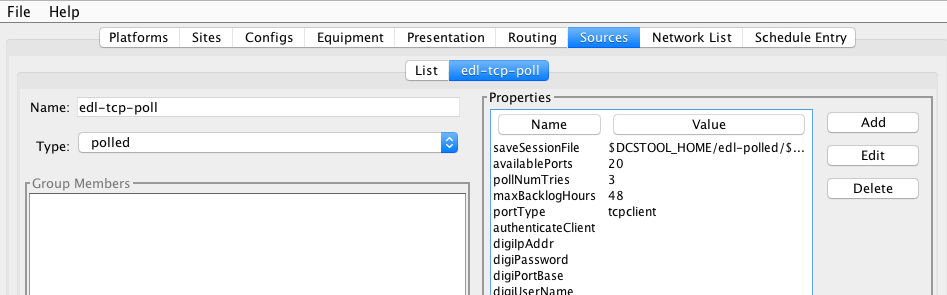 File Help
Platforms Sites Configs Equipment Presentation Routing Sources Network List Schedule Entry
List edl-tcp-poll
Name: edl-tcp-poll
Type: polled
Group Members
Properties
Name Value
saveSessionFile $DCSTOOL_HOME/edl-polled/$...
availablePorts 20
pollNumTries 3
maxBacklogHours 48
portType tcpclient
authenticateClient
digiIpAddr
digiPassword
digiPortBase
digiUserName
Add
Edit
Delete